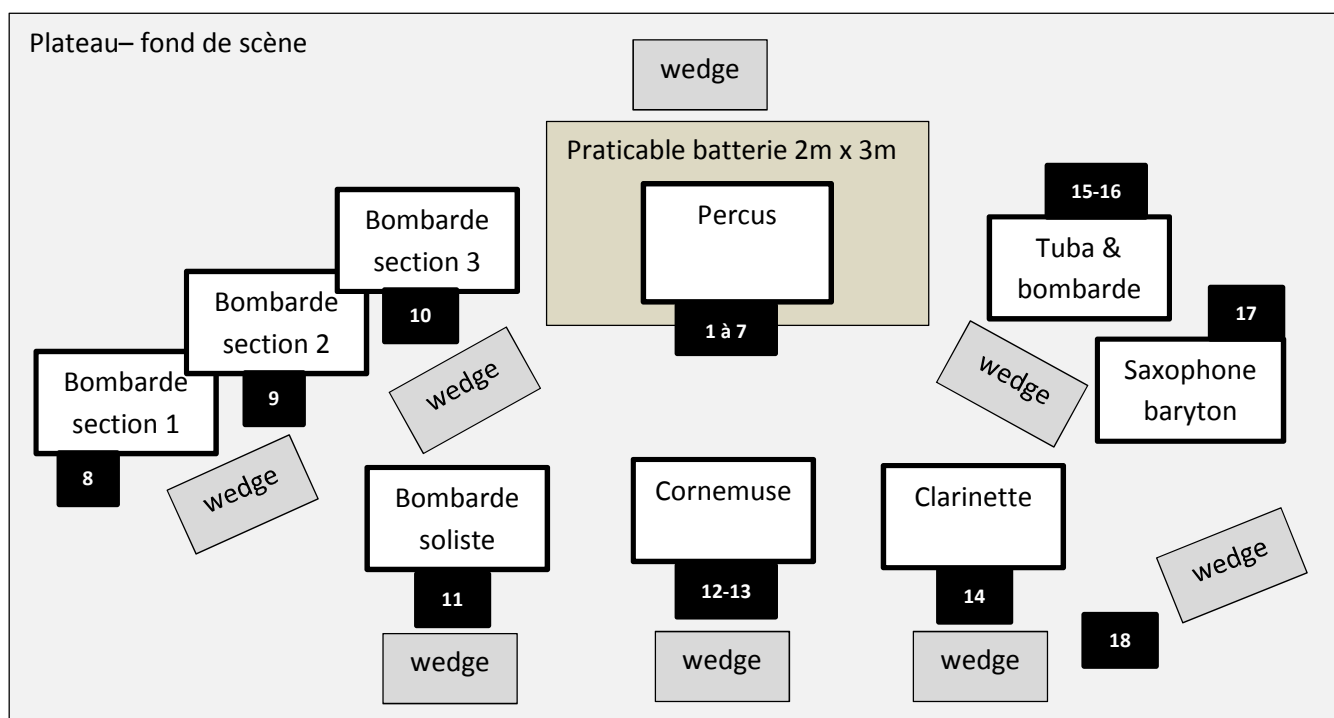 Plateau– fond de scène
wedge
Praticable batterie 2m x 3m
Percus
1 à 7
Bombarde
section 3
10
Bombarde
section 2
9
Bombarde
section 1
8
wedge
wedge
15-16
Tuba &
bombarde
17
Saxophone
baryton
wedge
Bombarde
soliste
11
wedge
Cornemuse
12-13
wedge
Clarinette
14
wedge
18
wedge